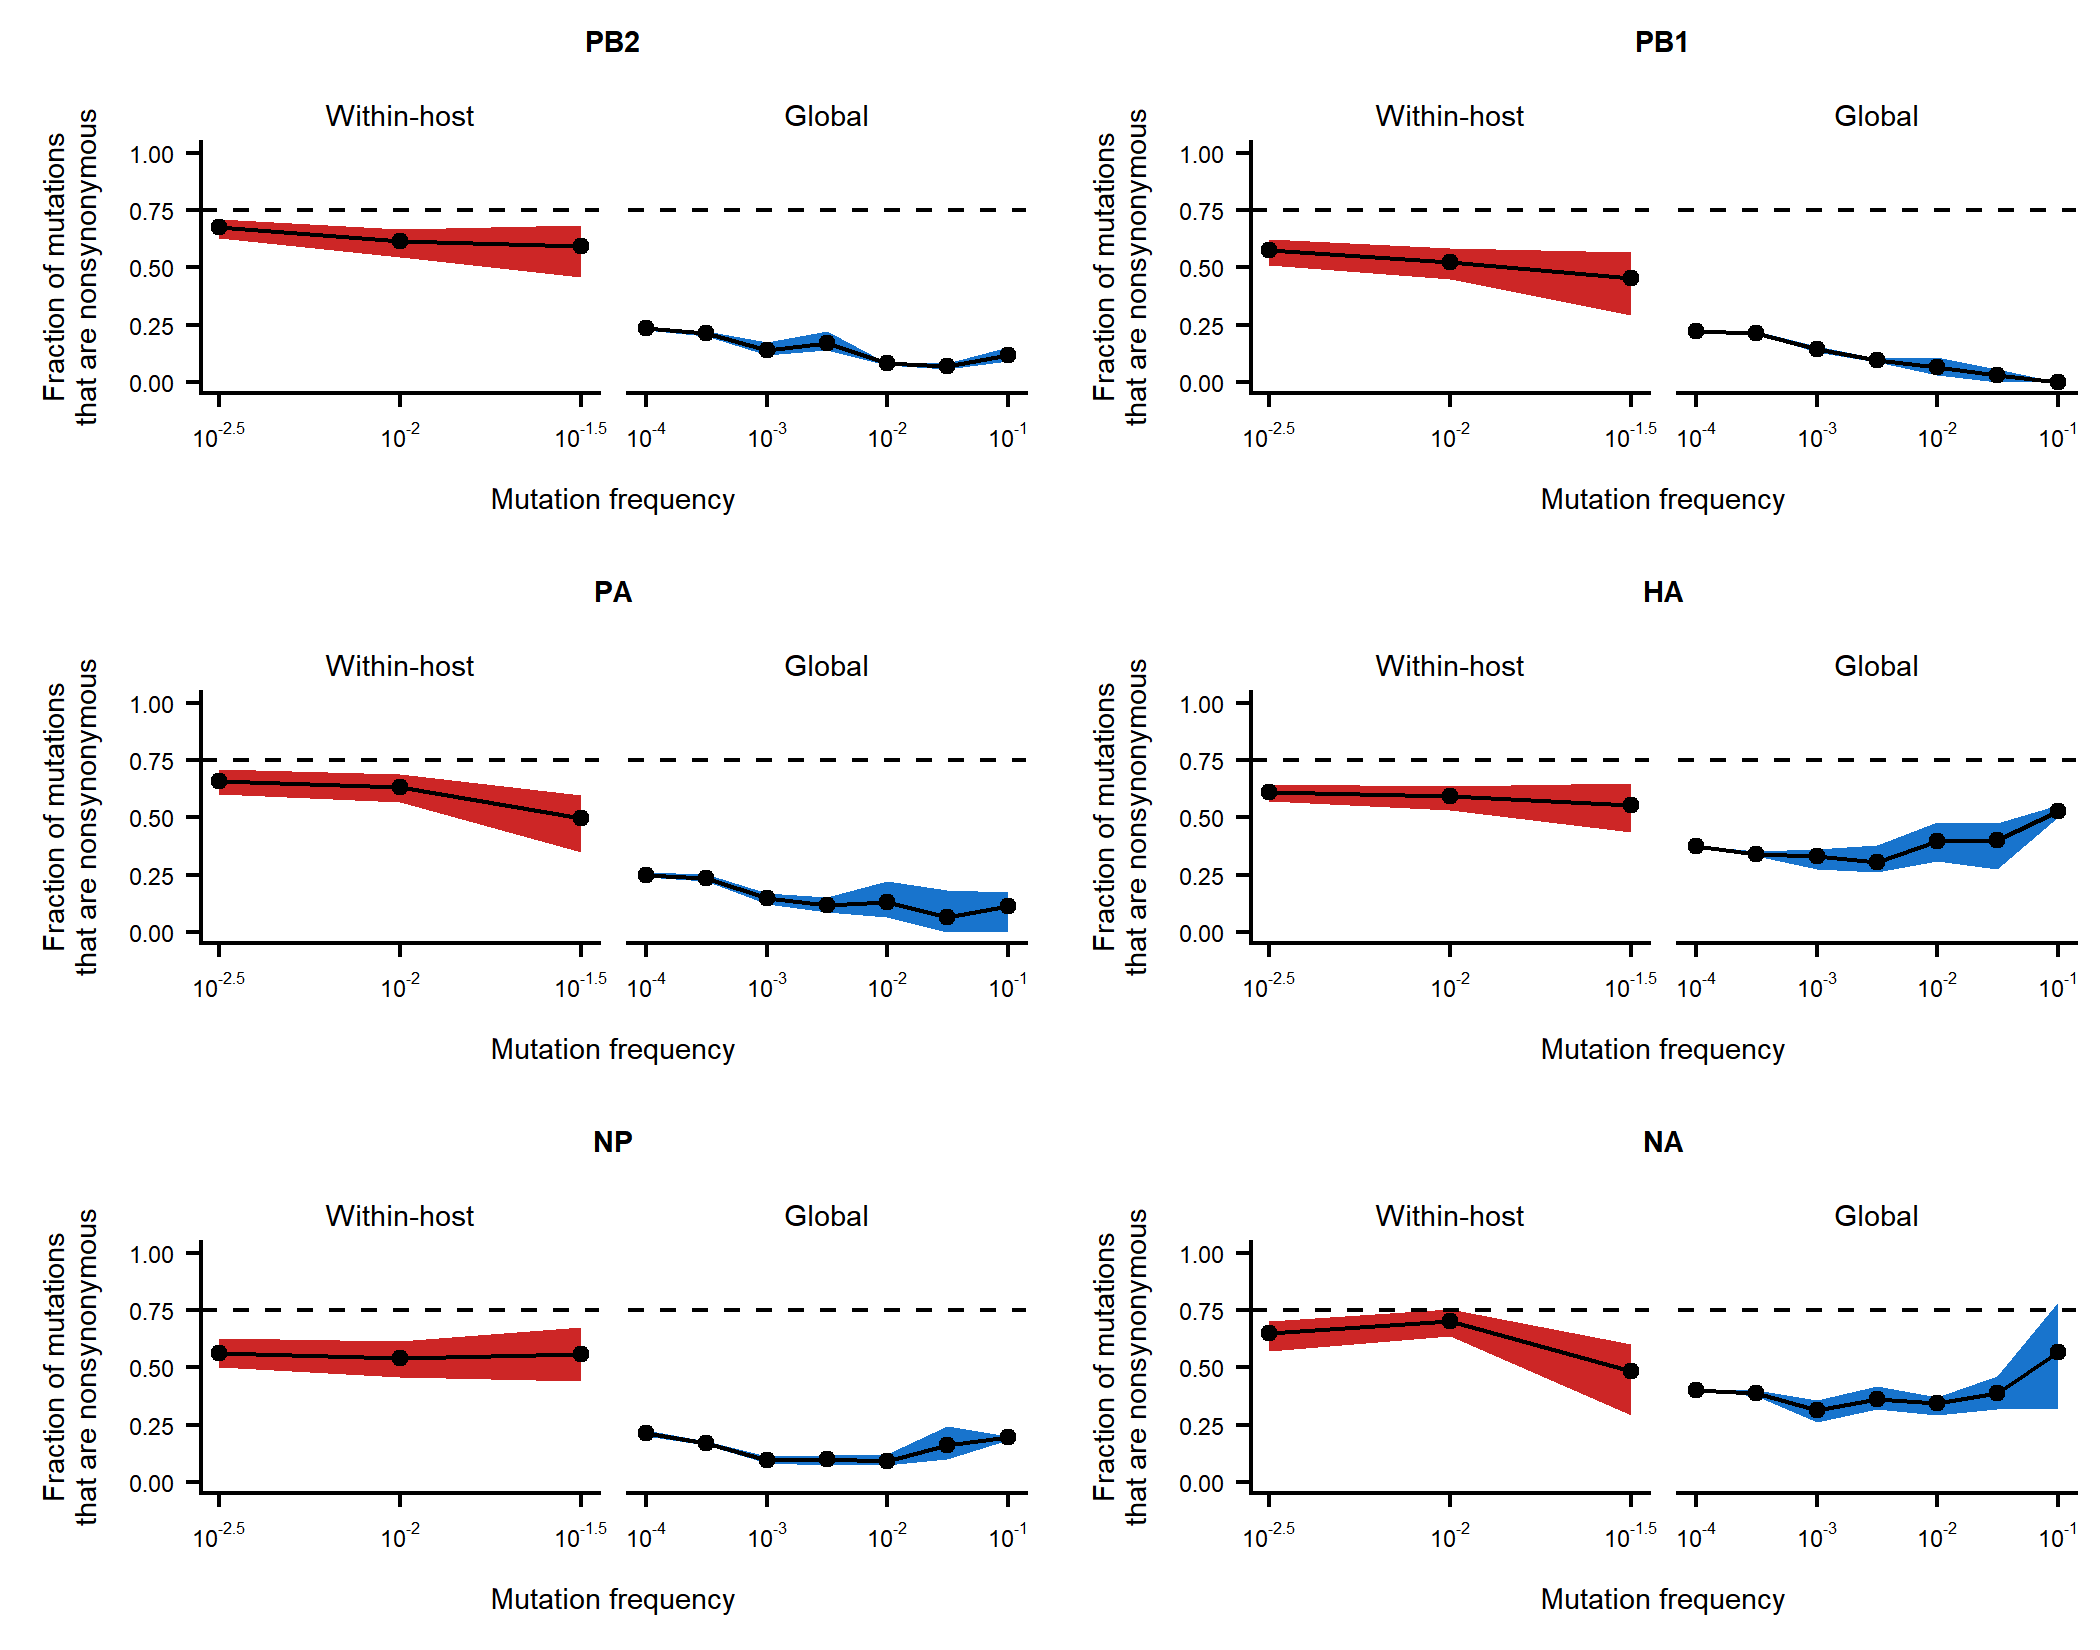 PB2
Within-host
Global
Fraction of mutations
that are nonsynonymous
1.00
0.75
0.50
0.25
0.00
10^-2.5 10^-2 10^-1.5 10^-4 10^-3 10^-2 10^-1
Mutation frequency
PB1
Within-host
Global
Fraction of mutations
that are nonsynonymous
1.00
0.75
0.50
0.25
0.00
10^-2.5 10^-2 10^-1.5 10^-4 10^-3 10^-2 10^-1
Mutation frequency
PA
Within-host
Global
Fraction of mutations
that are nonsynonymous
1.00
0.75
0.50
0.25
0.00
10^-2.5 10^-2 10^-1.5 10^-4 10^-3 10^-2 10^-1
Mutation frequency
HA
Within-host
Global
Fraction of mutations
that are nonsynonymous
1.00
0.75
0.50
0.25
0.00
10^-2.5 10^-2 10^-1.5 10^-4 10^-3 10^-2 10^-1
Mutation frequency
NP
Within-host
Global
Fraction of mutations
that are nonsynonymous
1.00
0.75
0.50
0.25
0.00
10^-2.5 10^-2 10^-1.5 10^-4 10^-3 10^-2 10^-1
Mutation frequency
NA
Within-host
Global
Fraction of mutations
that are nonsynonymous
1.00
0.75
0.50
0.25
0.00
10^-2.5 10^-2 10^-1.5 10^-4 10^-3 10^-2 10^-1
Mutation frequency